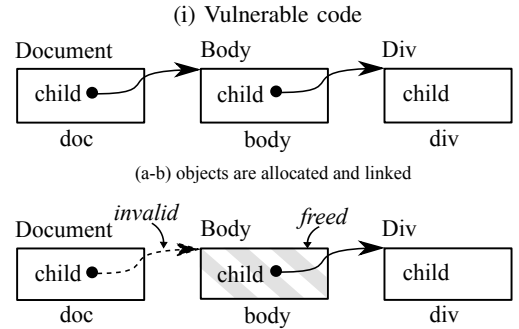 (i) Vulnerable code
Document Body Div
child child child
doc body div
(a-b) objects are allocated and linked
invalid freed
Document Body Div
child child child
doc body div